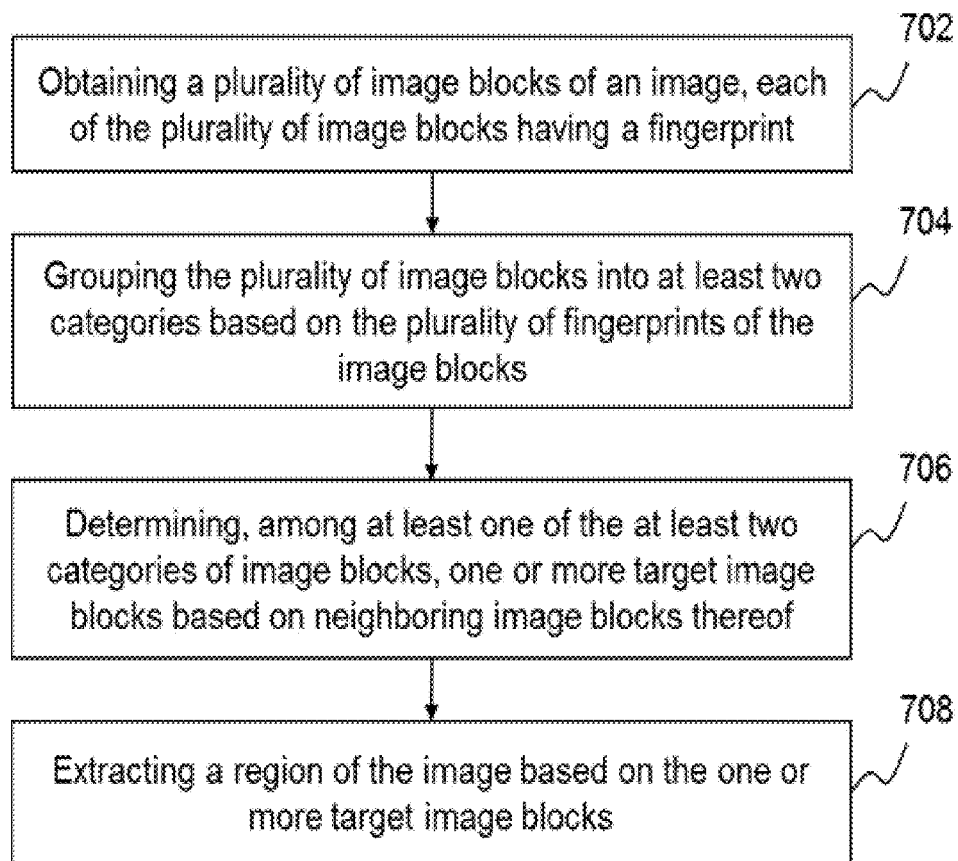 702
Obtaining a plurality of image blocks of an image, each
of the plurality of image blocks having a fingerprint
704
Grouping the plurality of image blocks into at least two
categories based on the plurality of fingerprints of the
image blocks
706
Determining, among at least one of the at least two
categories of image blocks, one or more target image
blocks based on neighboring image blocks thereof
708
Extracting a region of the image based on the one or
more target image blocks